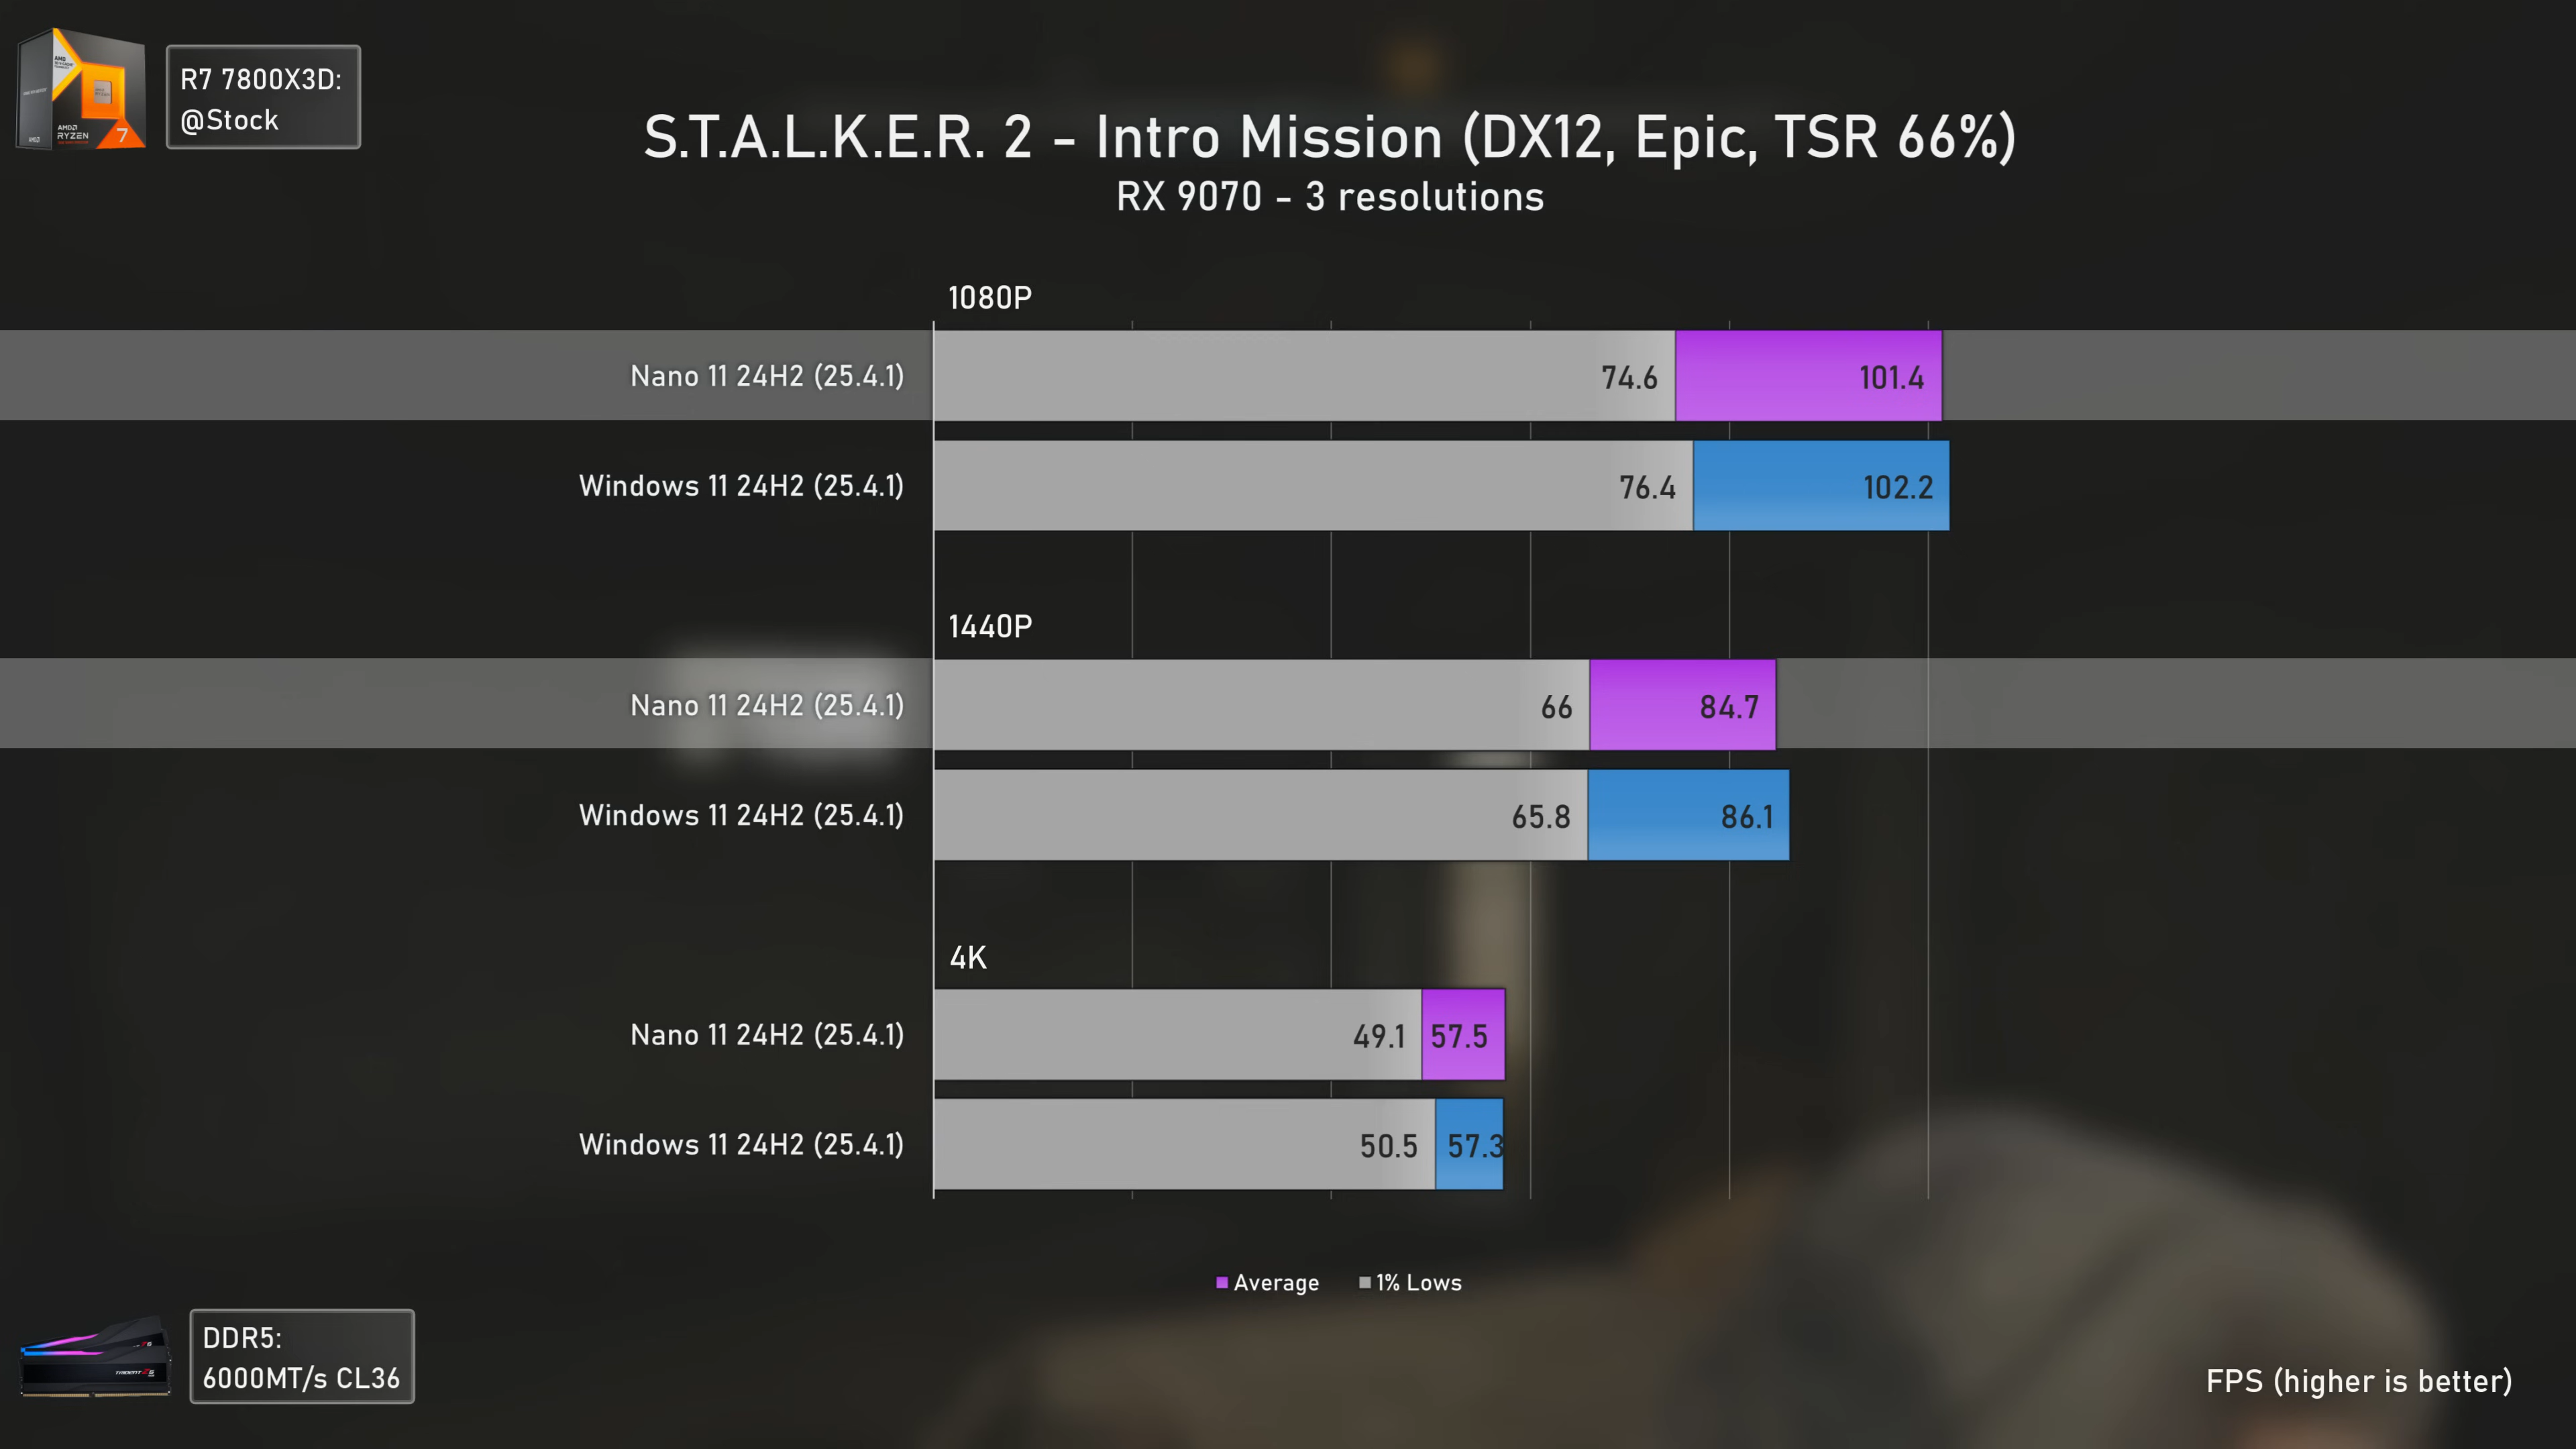 R7 7800X3D:
@Stock
AMD
RYZEN
7
S.T.A.L.K.E.R. 2 - Intro Mission (DX12, Epic, TSR 66%)
RX 9070 - 3 resolutions
1080P
Nano 11 24H2 (25.4.1) 74.6 101.4
Windows 11 24H2 (25.4.1) 76.4 102.2
1440P
Nano 11 24H2 (25.4.1) 66 84.7
Windows 11 24H2 (25.4.1) 65.8 86.1
4K
Nano 11 24H2 (25.4.1) 49.1 57.5
Windows 11 24H2 (25.4.1) 50.5 57.3
Average 1% Lows
DDR5:
6000MT/s CL36
FPS (higher is better)